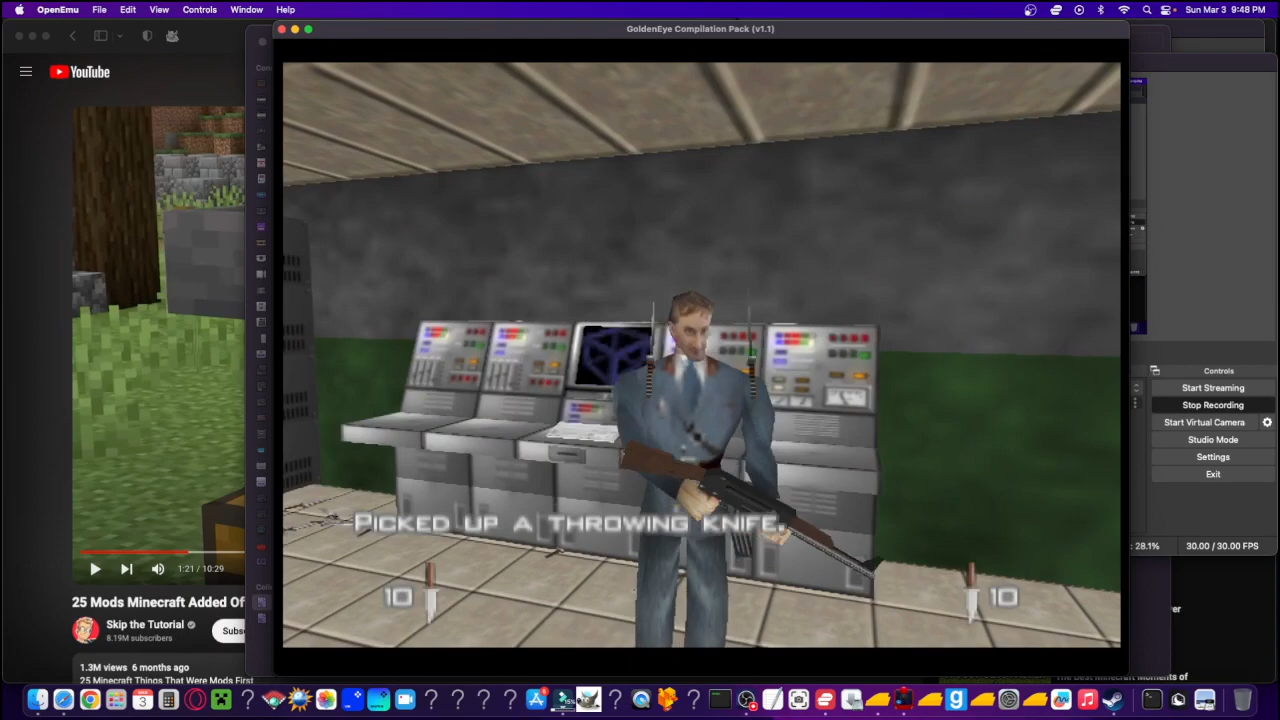 OpenEmu File Edit View Controls Window Help
Sun Mar 3 9:48 PM
YouTube
1:21 / 10:29
25 Mods Minecraft Added Of
Skip the Tutorial
8.19M subscribers
Subs
1.3M views 6 months ago
25 Minecraft Things That Were Mods First
GoldenEye Compilation Pack (v1.1)
PICKED UP A THROWING KNIFE.
10
10
Controls
Start Streaming
Stop Recording
Start Virtual Camera
Studio Mode
Settings
Exit
: 28.1% 30.00 / 30.00 FPS